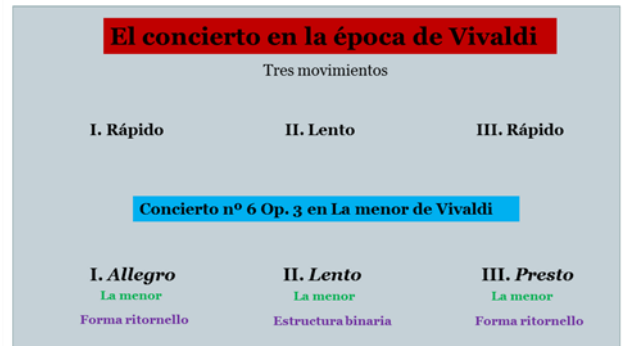 El concierto en la época de Vivaldi
Tres movimientos
I. Rápido II. Lento III. Rápido
Concierto nº 6 Op. 3 en La menor de Vivaldi
I. Allegro II. Lento III. Presto
La menor La menor La menor
Forma ritornello Estructura binaria Forma ritornello